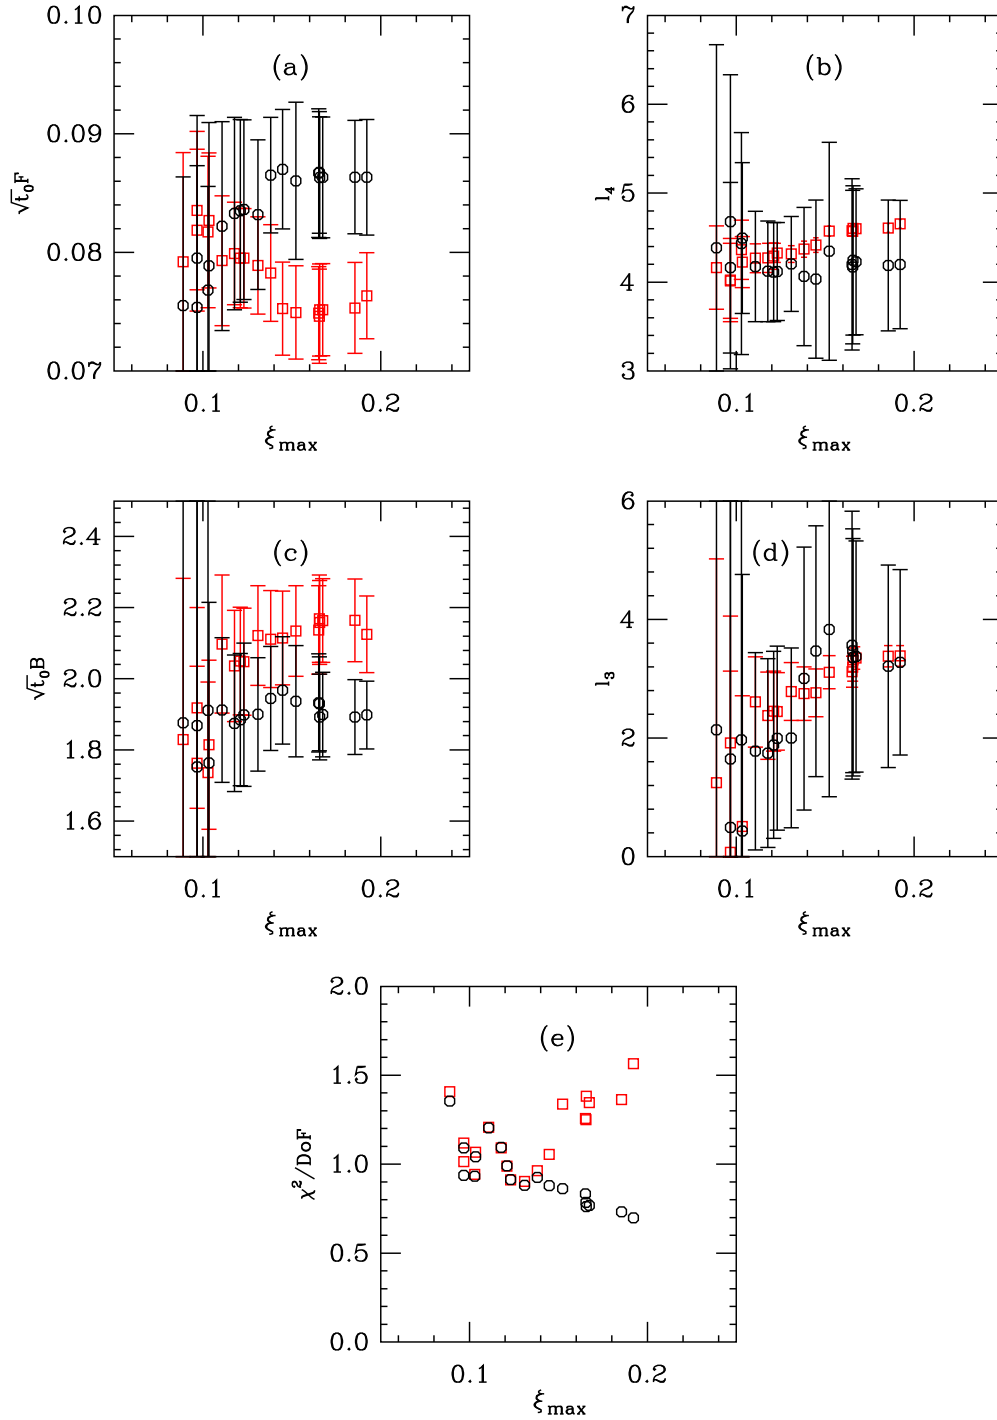 0.10
(a)
0.09
√t₀F
0.08
0.07
0.1 0.2
ξmax
7
(b)
6
5
l₄
4
3
0.1 0.2
ξmax
2.4
(c)
2.2
√t₀B
2.0
1.8
1.6
0.1 0.2
ξmax
6
(d)
4
l₃
2
0
0.1 0.2
ξmax
2.0
(e)
1.5
χ²/DoF
1.0
0.5
0.0
0.1 0.2
ξmax